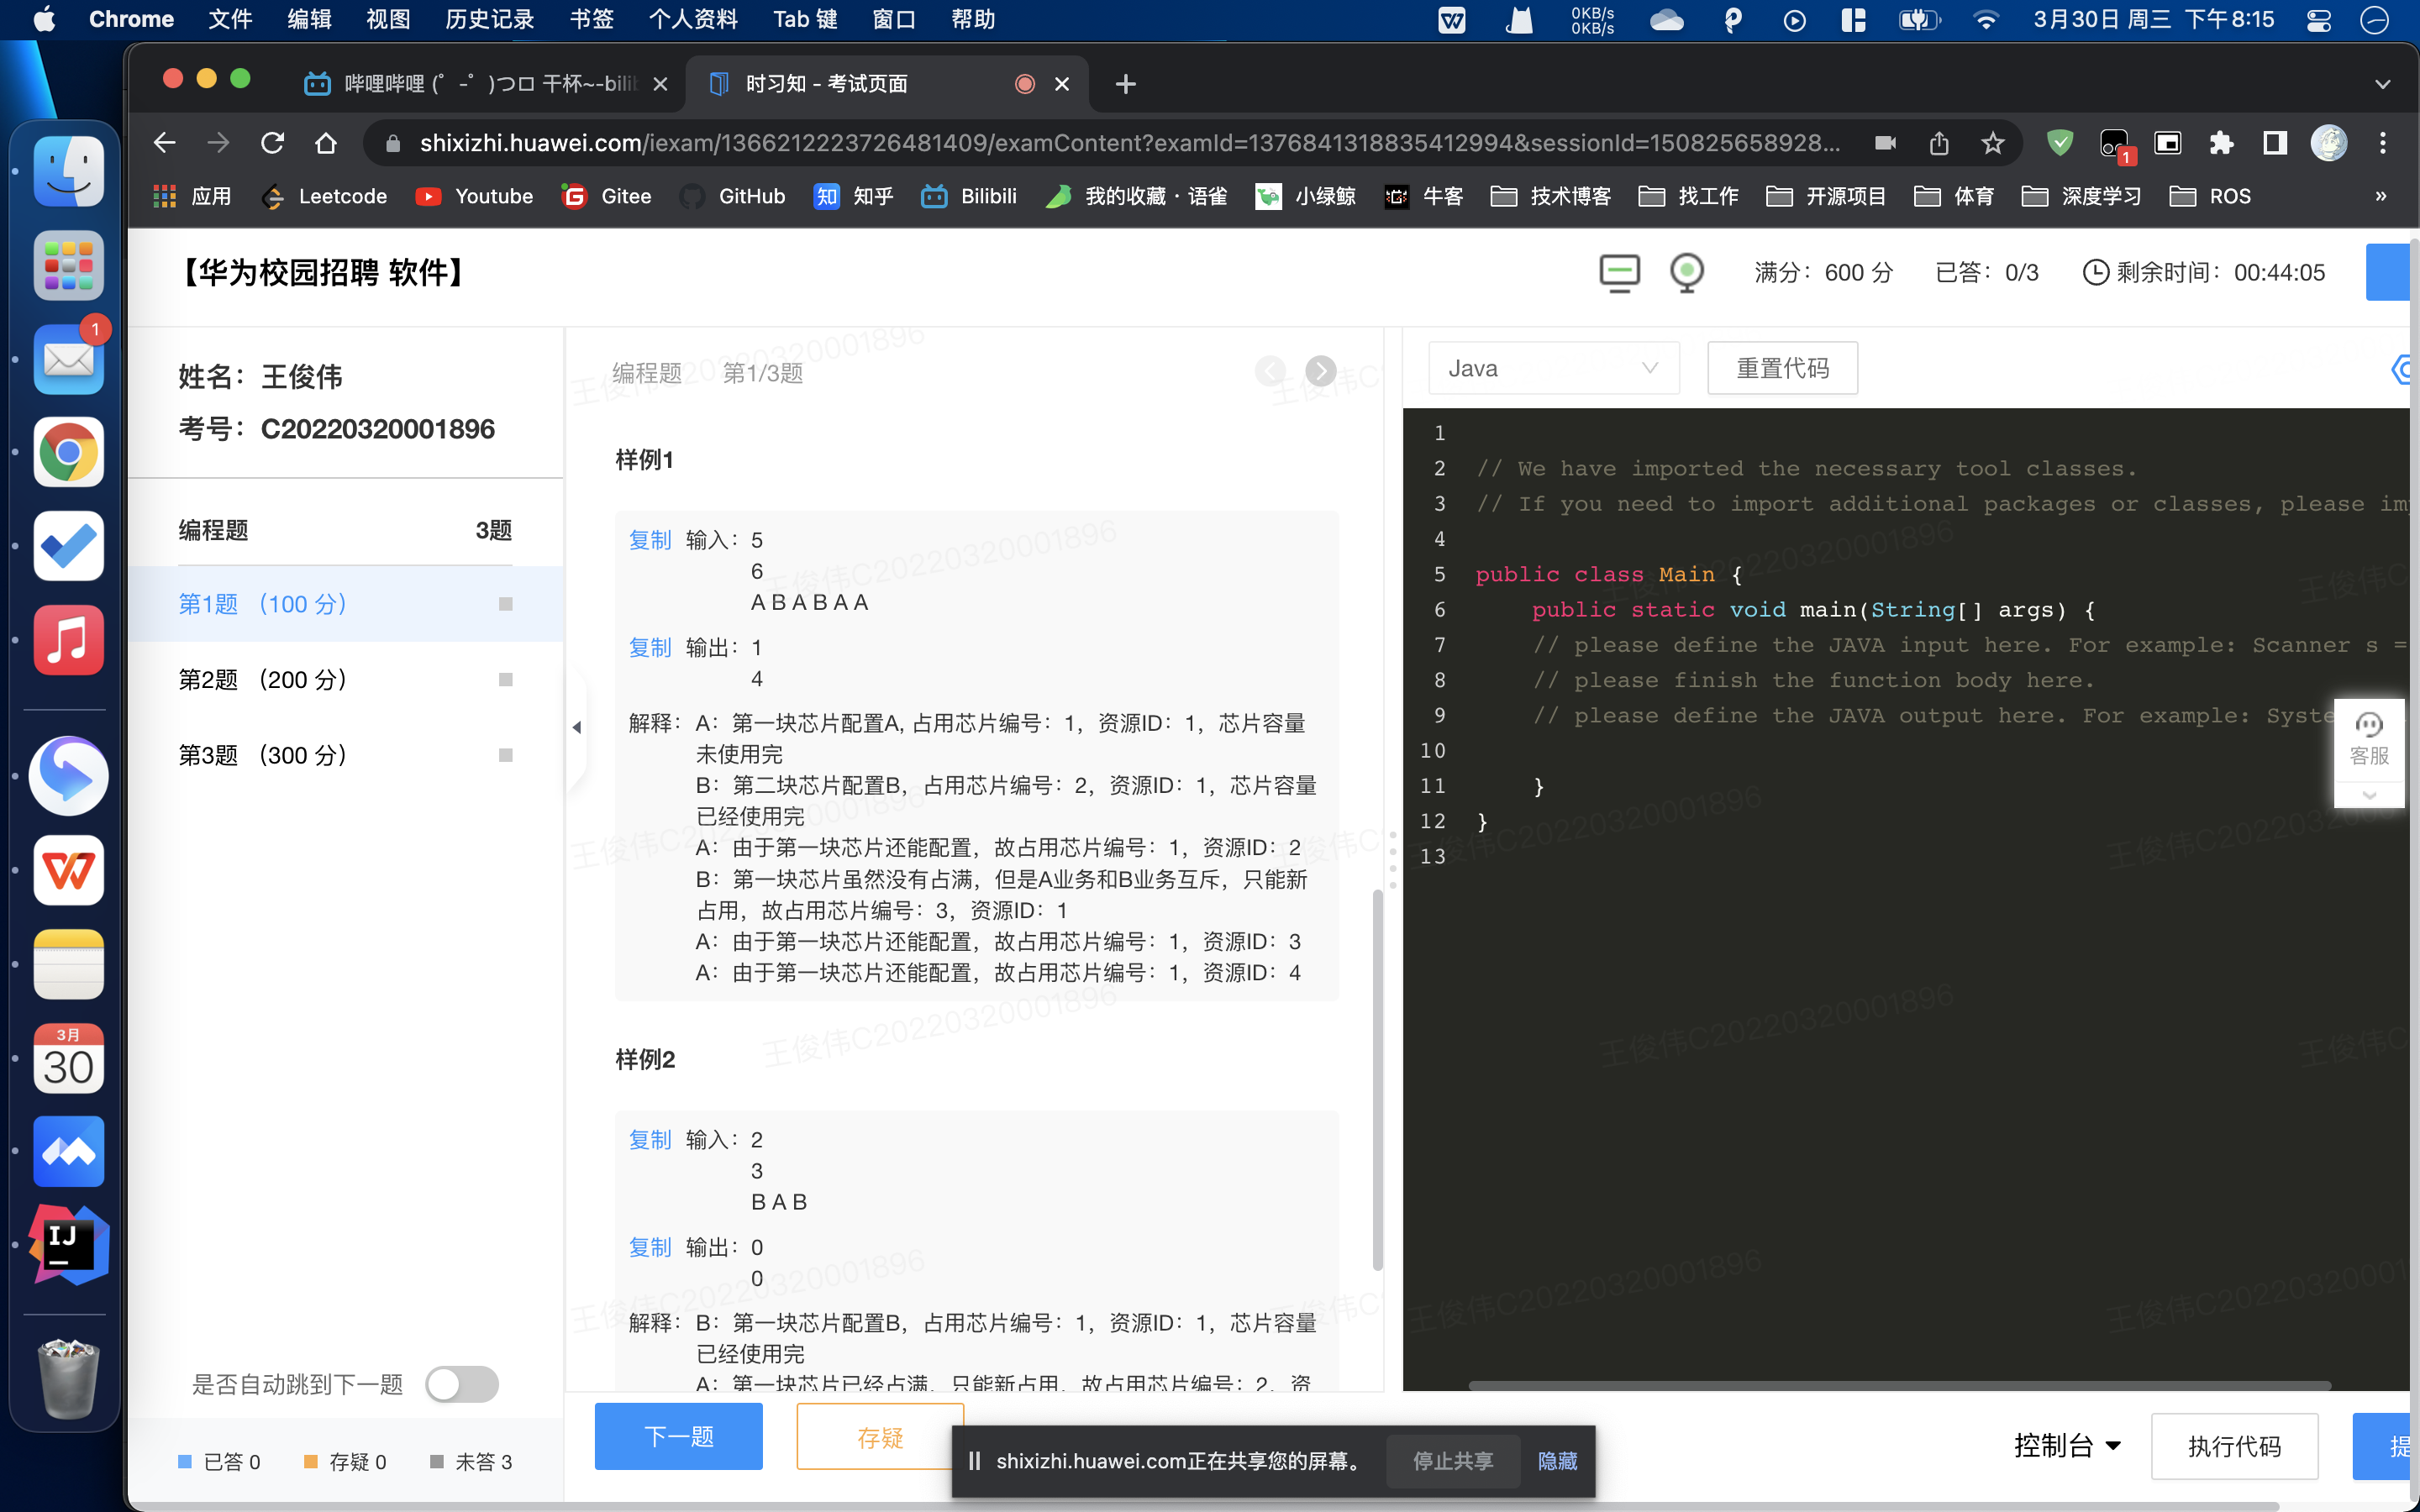 Chrome 文件 编辑 视图 历史记录 书签 个人资料 Tab 键 窗口 帮助
0KB/s
0KB/s
3月30日 周三 下午8:15
哔哩哔哩 (゜-゜)つロ 干杯~-bili
时习知 - 考试页面
shixizhi.huawei.com/iexam/1366212223726481409/examContent?examId=1376841318835412994&sessionId=150825658928...
1
应用 Leetcode Youtube Gitee GitHub 知 知乎 Bilibili 我的收藏 · 语雀 小绿鲸 牛客 技术博客 找工作 开源项目 体育 深度学习 ROS »
【华为校园招聘 软件】
满分：600 分 已答：0/3 剩余时间：00:44:05
姓名：王俊伟
考号：C20220320001896
编程题 3题
第1题 （100 分）
第2题 （200 分）
第3题 （300 分）
是否自动跳到下一题
已答 0 存疑 0 未答 3
编程题 第1/3题
样例1
复制 输入：5
6
A B A B A A
复制 输出：1
4
解释：A：第一块芯片配置A, 占用芯片编号：1，资源ID：1，芯片容量
未使用完
B：第二块芯片配置B，占用芯片编号：2，资源ID：1，芯片容量
已经使用完
A：由于第一块芯片还能配置，故占用芯片编号：1，资源ID：2
B：第一块芯片虽然没有占满，但是A业务和B业务互斥，只能新
占用，故占用芯片编号：3，资源ID：1
A：由于第一块芯片还能配置，故占用芯片编号：1，资源ID：3
A：由于第一块芯片还能配置，故占用芯片编号：1，资源ID：4
样例2
复制 输入：2
3
B A B
复制 输出：0
0
解释：B：第一块芯片配置B，占用芯片编号：1，资源ID：1，芯片容量
已经使用完
A：第一块芯片已经占满，只能新占用，故占用芯片编号：2，资
下一题 存疑
Java 重置代码
1
2 // We have imported the necessary tool classes.
3 // If you need to import additional packages or classes, please im
4
5 public class Main {
6 public static void main(String[] args) {
7 // please define the JAVA input here. For example: Scanner s =
8 // please finish the function body here.
9 // please define the JAVA output here. For example: Syste
10
11 }
12 }
13
客服
控制台 执行代码 提
shixizhi.huawei.com正在共享您的屏幕。 停止共享 隐藏
1
3月
30
IJ
王俊伟C20220320001896